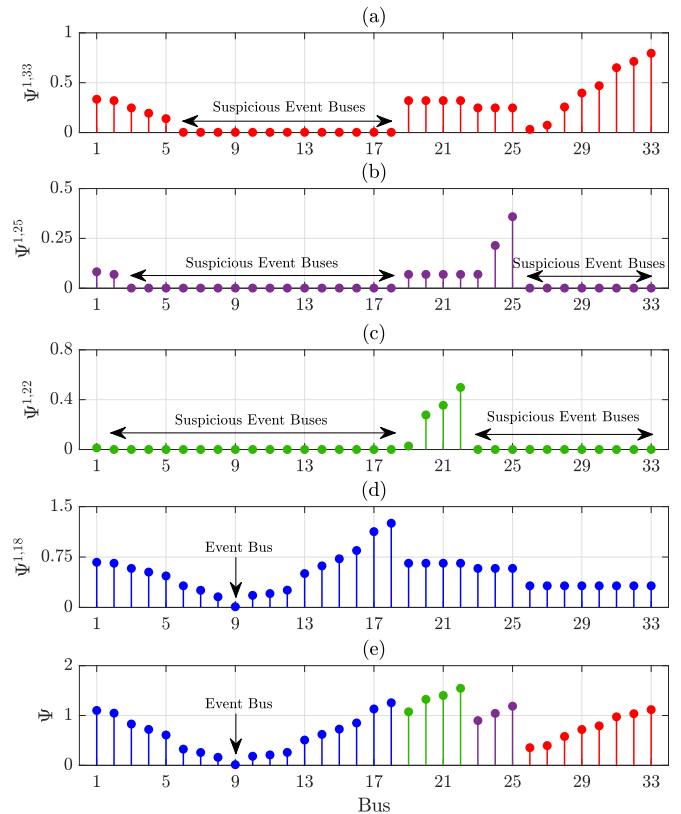 (a)
Ψ^{1,33}
1
0.5
0
Suspicious Event Buses
1 5 9 13 17 21 25 29 33
(b)
Ψ^{1,25}
0.5
0.25
0
Suspicious Event Buses
Suspicious Event Buses
1 5 9 13 17 21 25 29 33
(c)
Ψ^{1,22}
0.8
0.4
0
Suspicious Event Buses
Suspicious Event Buses
1 5 9 13 17 21 25 29 33
(d)
Ψ^{1,18}
1.5
0.75
0
Event Bus
1 5 9 13 17 21 25 29 33
(e)
Ψ
2
1
0
Event Bus
1 5 9 13 17 21 25 29 33
Bus